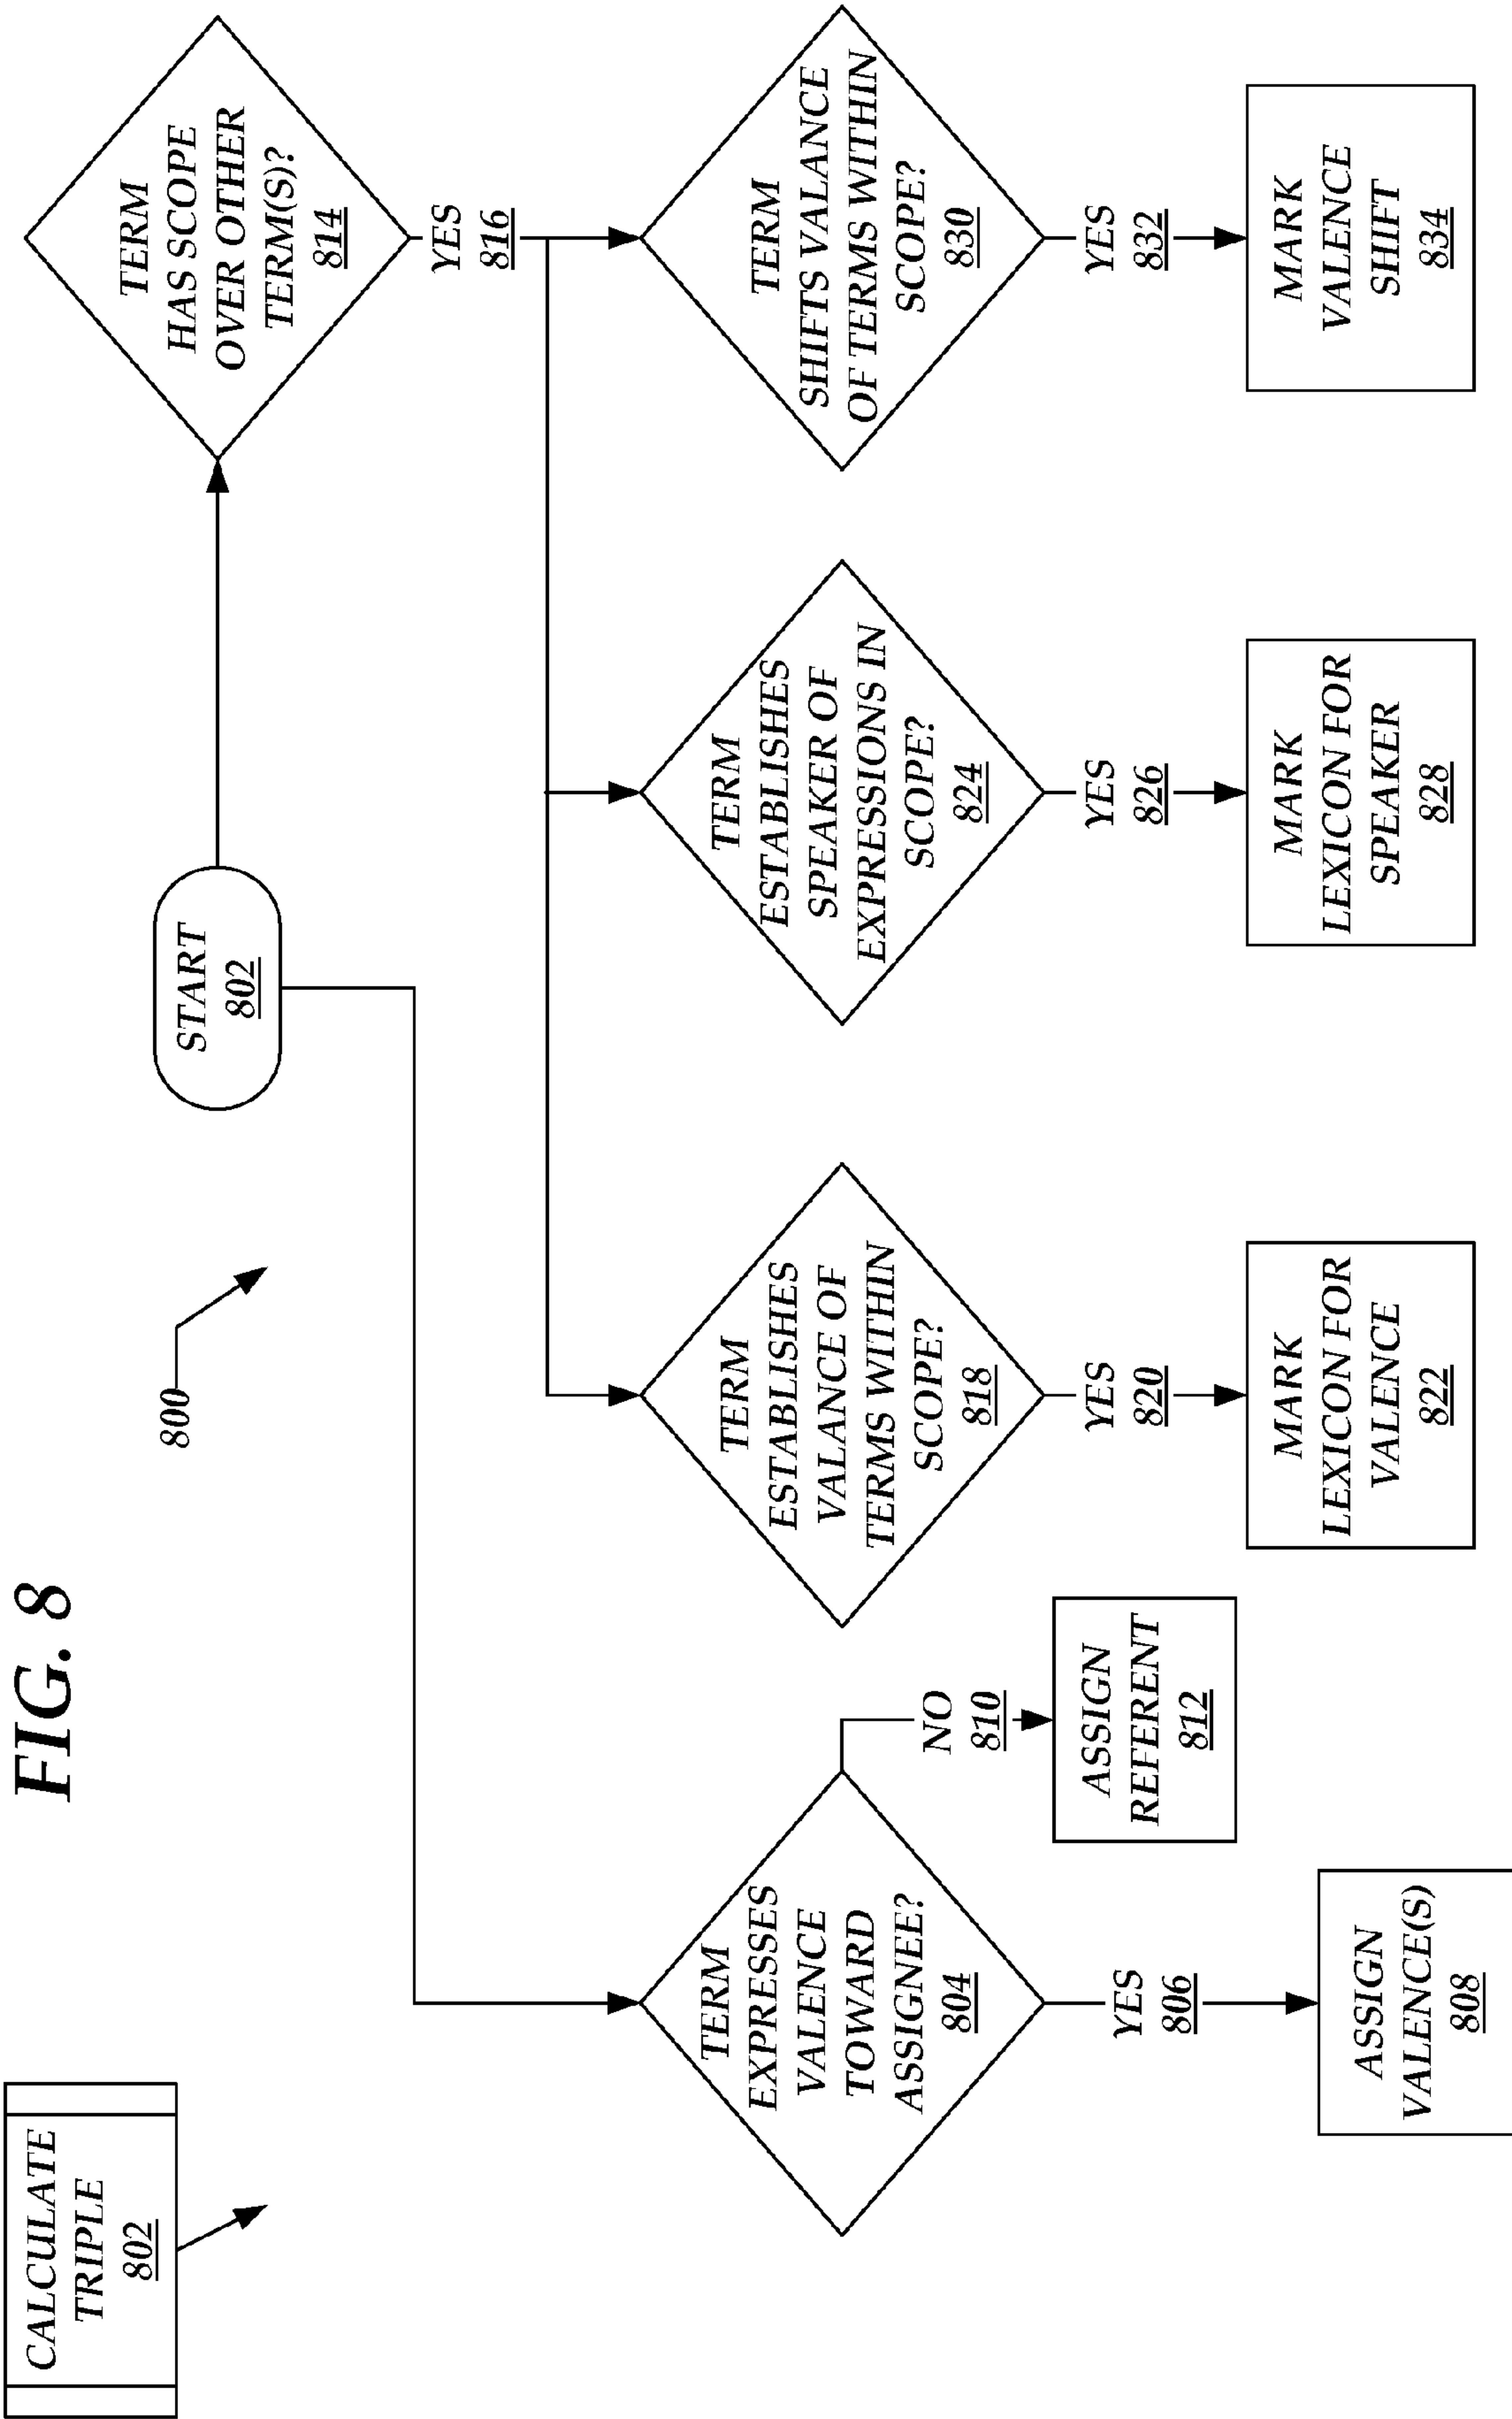 FIG. 8
CALCULATE
TRIPLE
802
800
START
802
TERM
EXPRESSES
VALENCE
TOWARD
ASSIGNEE?
804
YES
806
ASSIGN
VALENCE(S)
808
NO
810
ASSIGN
REFERENT
812
TERM
HAS SCOPE
OVER OTHER
TERM(S)?
814
YES
816
TERM
ESTABLISHES
VALANCE OF
TERMS WITHIN
SCOPE?
818
YES
820
MARK
LEXICON FOR
VALENCE
822
TERM
ESTABLISHES
SPEAKER OF
EXPRESSIONS IN
SCOPE?
824
YES
826
MARK
LEXICON FOR
SPEAKER
828
TERM
SHIFTS VALANCE
OF TERMS WITHIN
SCOPE?
830
YES
832
MARK
VALENCE
SHIFT
834